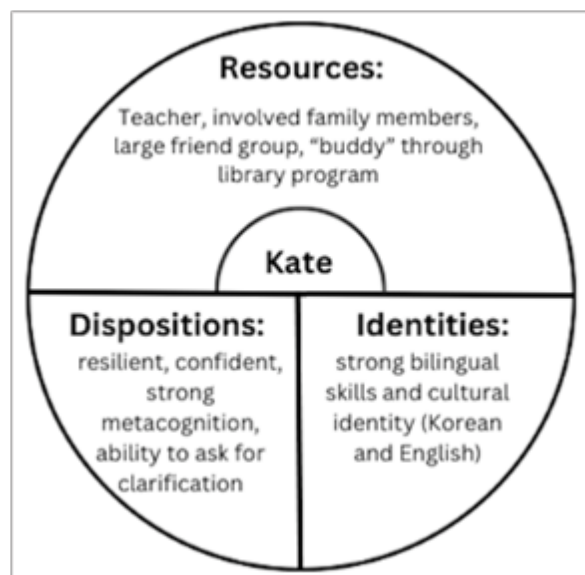 Resources:
Teacher, involved family members,
large friend group, “buddy” through
library program
Kate
Dispositions:
resilient, confident,
strong
metacognition,
ability to ask for
clarification
Identities:
strong bilingual
skills and cultural
identity (Korean
and English)